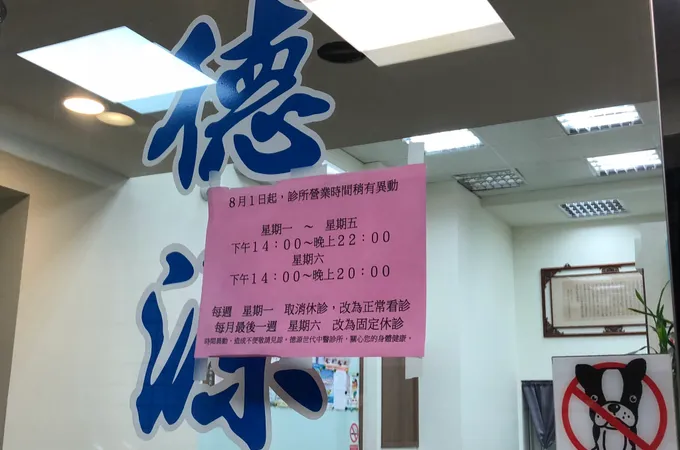 德源
8月1日起，診所營業時間稍有異動
星期一 ～ 星期五
下午14：00～晚上22：00
星期六
下午14：00～晚上20：00
每週 星期一 取消休診，改為正常看診
每月最後一週 星期六 改為固定休診
時間異動，造成不便敬請見諒。德源世代中醫診所，關心您的身體健康。